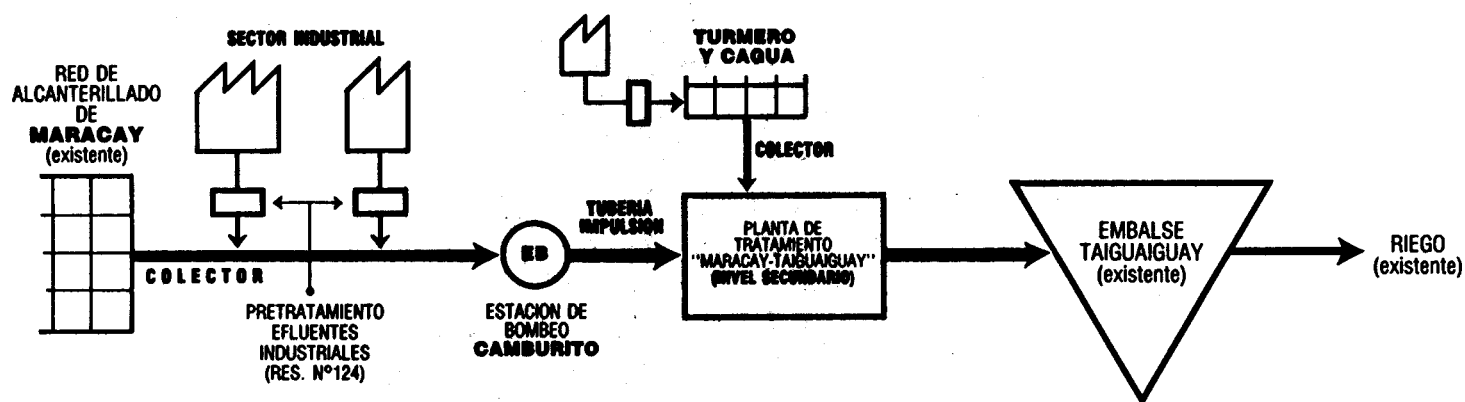 SECTOR INDUSTRIAL
RED DE
ALCANTERILLADO
DE
MARACAY
(existente)
COLECTOR
PRETRATAMIENTO
EFLUENTES
INDUSTRIALES
(RES. Nº124)
EB
ESTACION DE
BOMBEO
CAMBURITO
TUBERIA
IMPULSION
TURMERO
Y CAGUA
COLECTOR
PLANTA DE
TRATAMIENTO
"MARACAY-TAIGUAIGUAY"
(NIVEL SECUNDARIO)
EMBALSE
TAIGUAIGUAY
(existente)
RIEGO
(existente)